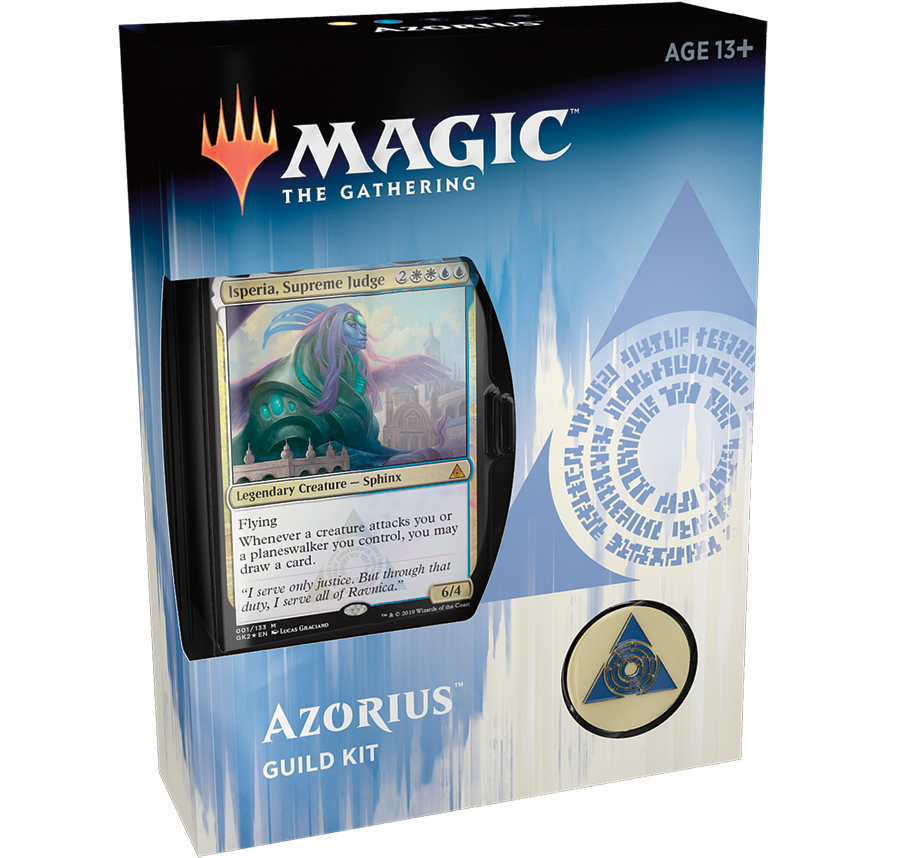 AZORIUS
AGE 13+
MAGIC™
THE GATHERING
Isperia, Supreme Judge 2
Legendary Creature — Sphinx
Flying
Whenever a creature attacks you or
a planeswalker you control, you may
draw a card.
"I serve only justice. But through that
duty, I serve all of Ravnica."
6/4
001/133 M
GK2★EN LUCAS GRACIANO
™ & © 2019 Wizards of the Coast
AZORIUS™
GUILD KIT